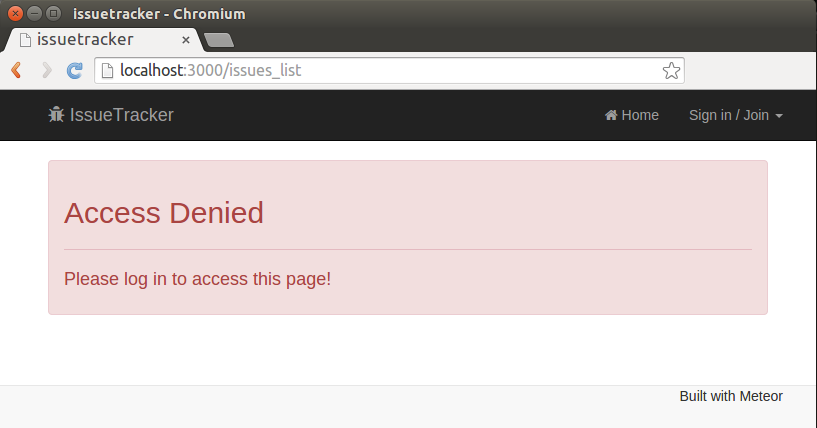 issuetracker - Chromium
issuetracker
localhost:3000/issues_list
IssueTracker Home Sign in / Join
Access Denied
Please log in to access this page!
Built with Meteor